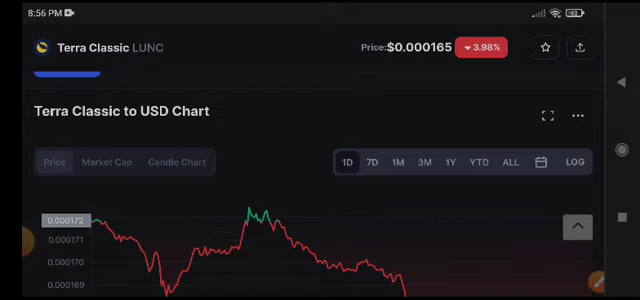 8:56 PM
Terra Classic LUNC
Price:$0.000165
3.98%
Terra Classic to USD Chart
Price Market Cap Candle Chart
1D 7D 1M 3M 1Y YTD ALL LOG
0.000172
0.000171
0.000170
0.000169